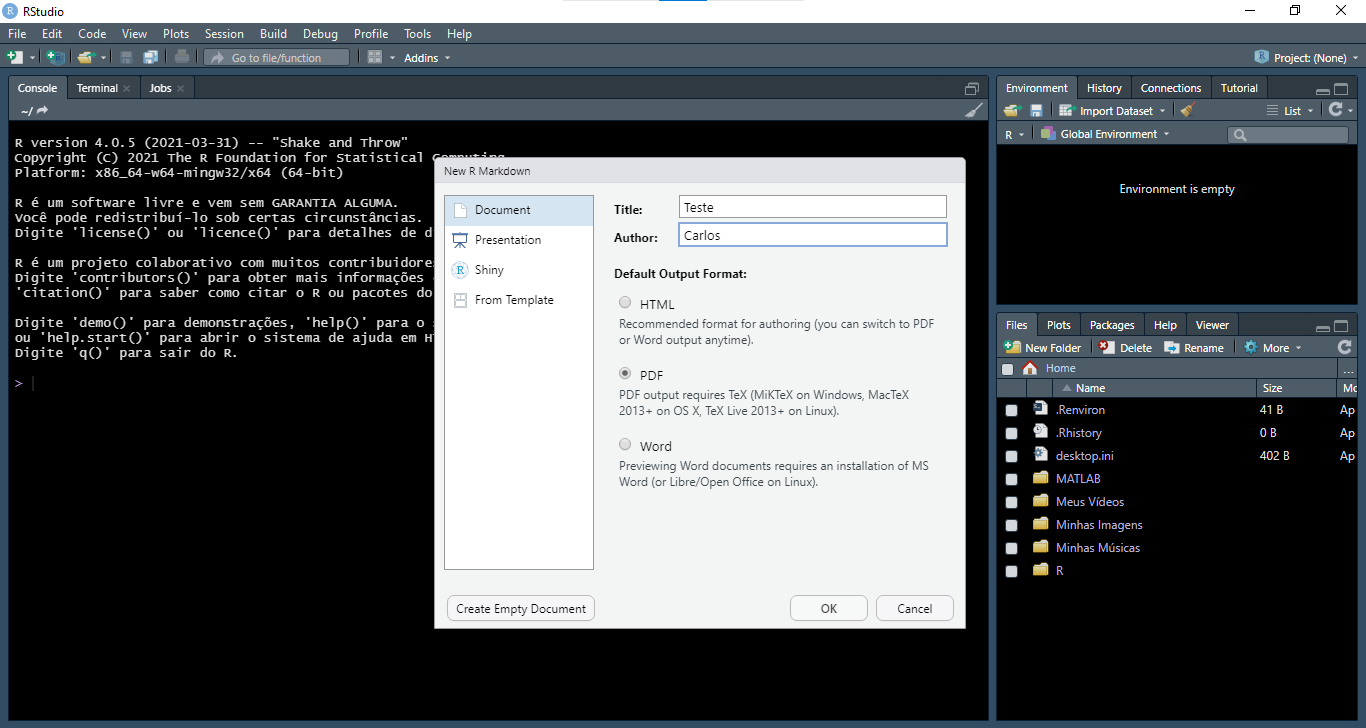 RStudio
File Edit Code View Plots Session Build Debug Profile Tools Help
Go to file/function Addins Project: (None)
Console Terminal Jobs
~/
R version 4.0.5 (2021-03-31) -- "Shake and Throw"
Copyright (C) 2021 The R Foundation for Statistical Computing
Platform: x86_64-w64-mingw32/x64 (64-bit)
R é um software livre e vem sem GARANTIA ALGUMA.
Você pode redistribuí-lo sob certas circunstâncias.
Digite 'license()' ou 'licence()' para detalhes de d
R é um projeto colaborativo com muitos contribuidore
Digite 'contributors()' para obter mais informações
'citation()' para saber como citar o R ou pacotes do
Digite 'demo()' para demonstrações, 'help()' para o
ou 'help.start()' para abrir o sistema de ajuda em
Digite 'q()' para sair do R.
>
New R Markdown
Document
Presentation
Shiny
From Template
Title: Teste
Author: Carlos
Default Output Format:
HTML
Recommended format for authoring (you can switch to PDF
or Word output anytime).
PDF
PDF output requires TeX (MiKTeX on Windows, MacTeX
2013+ on OS X, TeX Live 2013+ on Linux).
Word
Previewing Word documents requires an installation of MS
Word (or Libre/Open Office on Linux).
Create Empty Document OK Cancel
Environment History Connections Tutorial
Import Dataset List
R Global Environment
Environment is empty
Files Plots Packages Help Viewer
New Folder Delete Rename More
Home ...
Name Size Mo
.Renviron 41 B Ap
.Rhistory 0 B Ap
desktop.ini 402 B Ap
MATLAB
Meus Vídeos
Minhas Imagens
Minhas Músicas
R